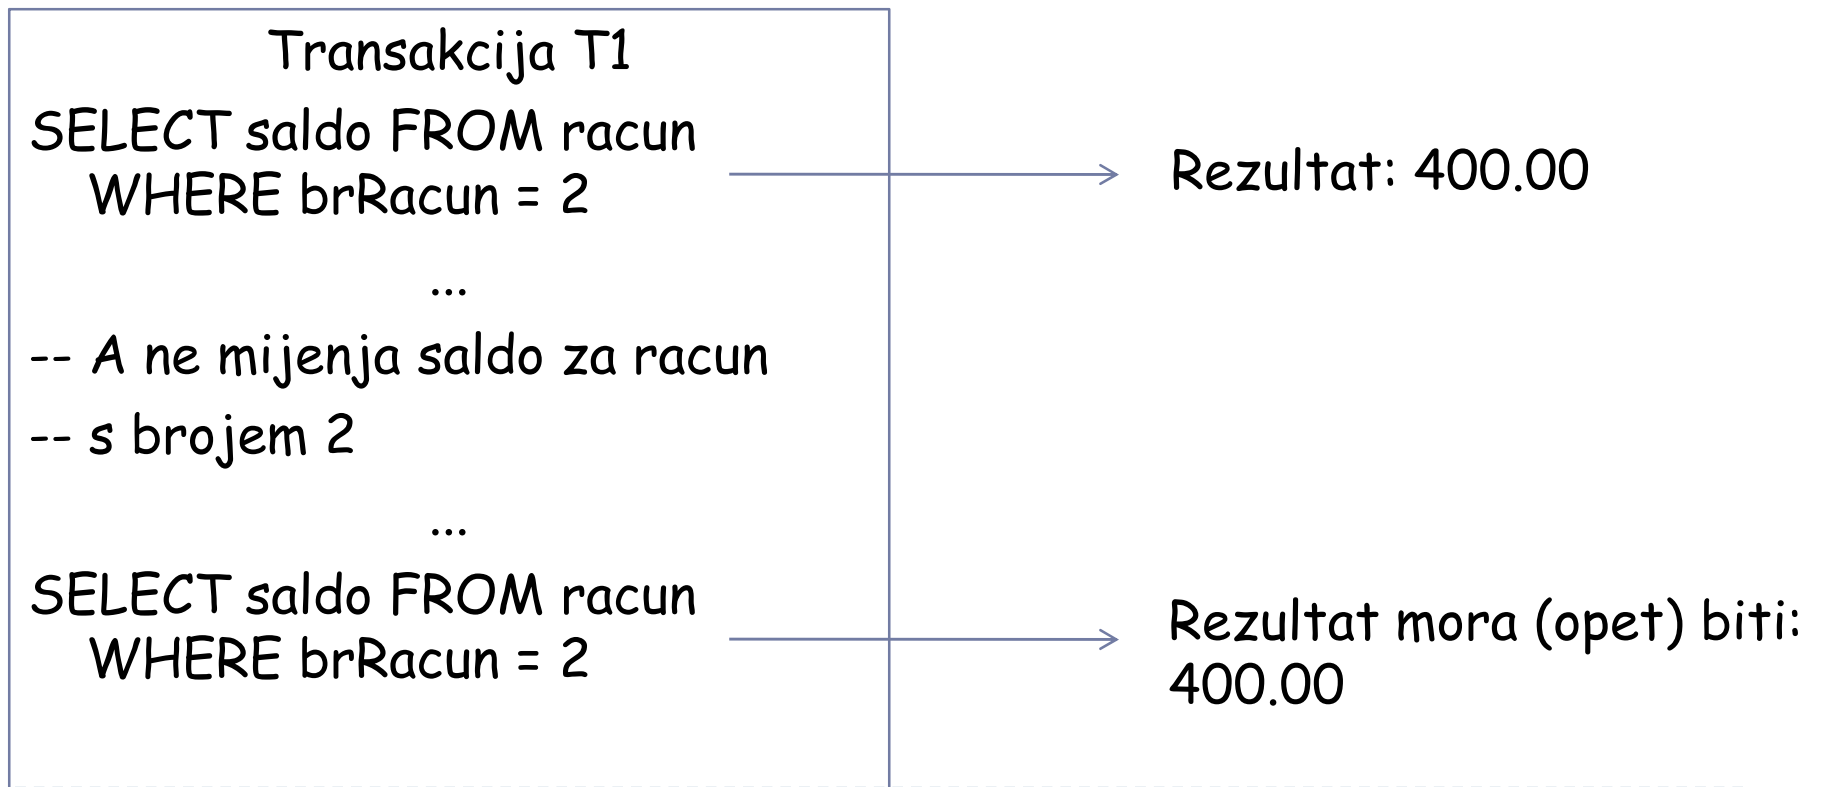 Transakcija T1
SELECT saldo FROM racun
WHERE brRacun = 2
Rezultat: 400.00
...
-- A ne mijenja saldo za racun
-- s brojem 2
...
SELECT saldo FROM racun
WHERE brRacun = 2
Rezultat mora (opet) biti:
400.00